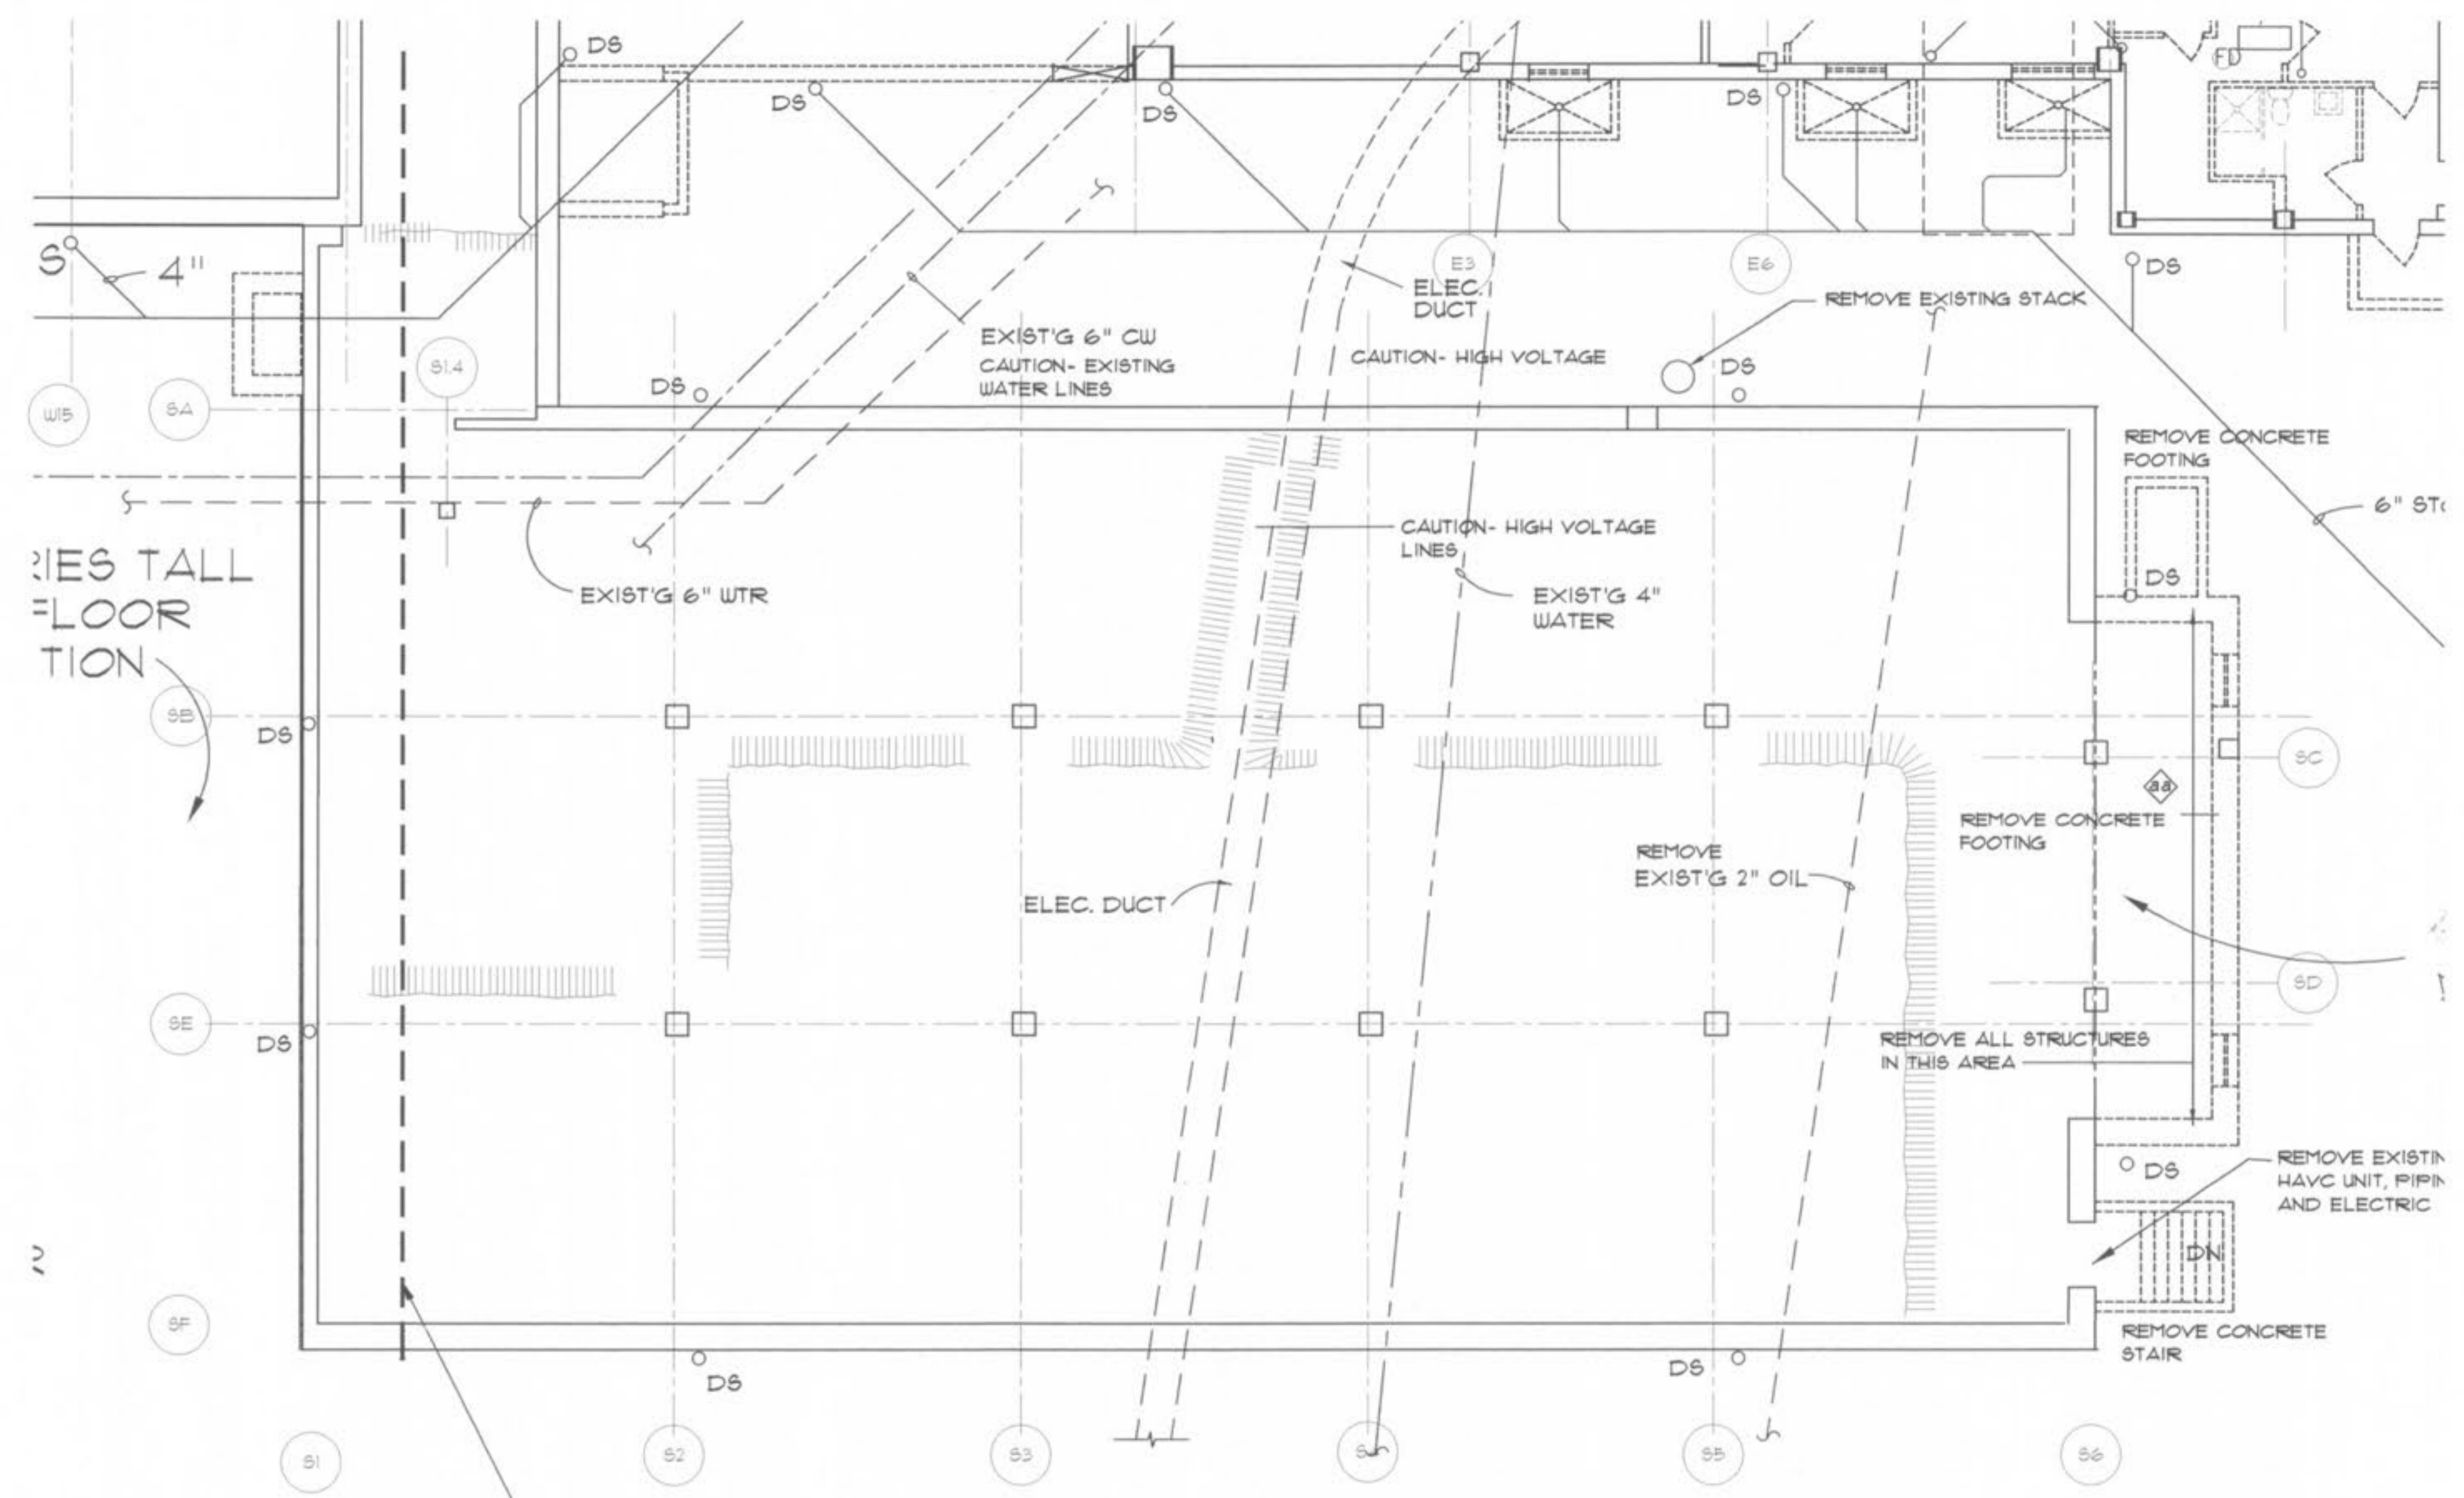 DS
DS
DS
DS
FD
S
4"
E3
E6
DS
ELEC.
DUCT
REMOVE EXISTING STACK
EXIST'G 6" CW
CAUTION- EXISTING
WATER LINES
CAUTION- HIGH VOLTAGE
S1.4
W15
SA
DS
DS
REMOVE CONCRETE
FOOTING
6" ST
CAUTION- HIGH VOLTAGE
LINES
EXIST'G 6" WTR
EXIST'G 4"
WATER
DS
RIES TALL
FLOOR
TION
SB
DS
SC
aa
REMOVE CONCRETE
FOOTING
REMOVE
EXIST'G 2" OIL
ELEC. DUCT
SD
SE
DS
REMOVE ALL STRUCTURES
IN THIS AREA
DS
REMOVE EXISTIN
HAVC UNIT, PIPIN
AND ELECTRIC
DN
SF
REMOVE CONCRETE
STAIR
DS
DS
S1
S2
S3
S5
S6